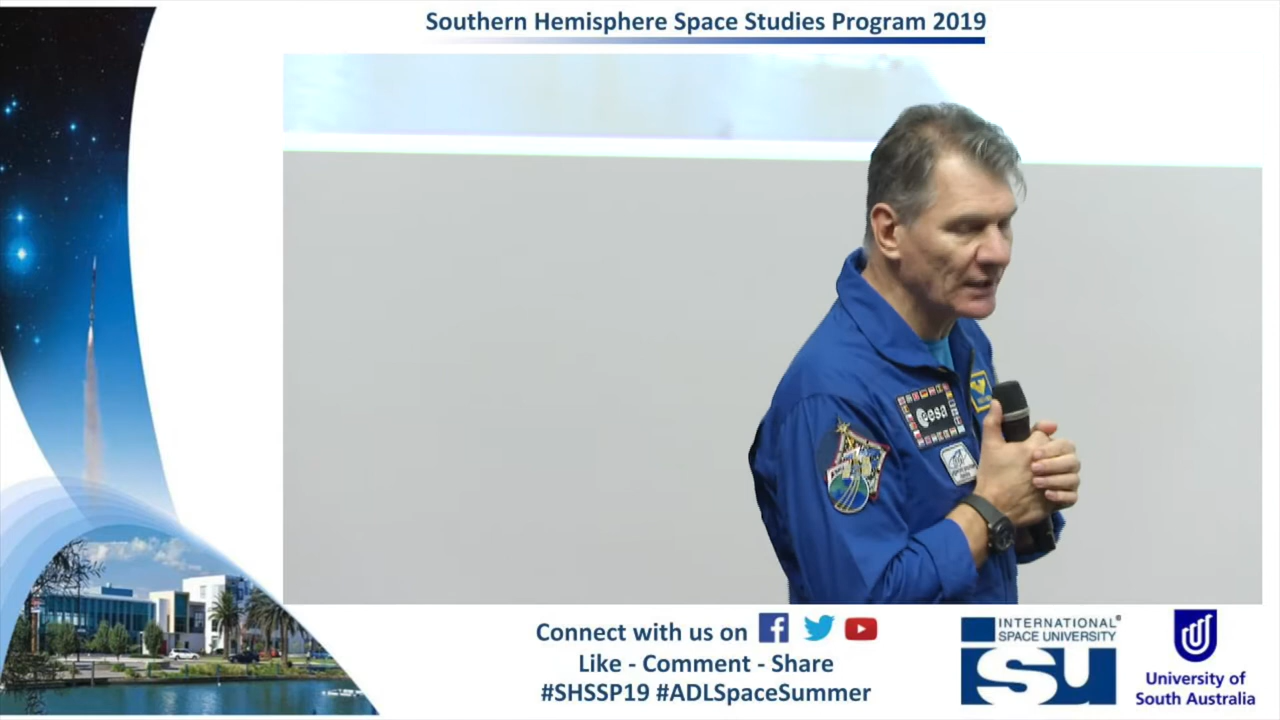 Southern Hemisphere Space Studies Program 2019
esa
Connect with us on
Like - Comment - Share
#SHSSP19 #ADLSpaceSummer
INTERNATIONAL®
SPACE UNIVERSITY
ISU
University of
South Australia